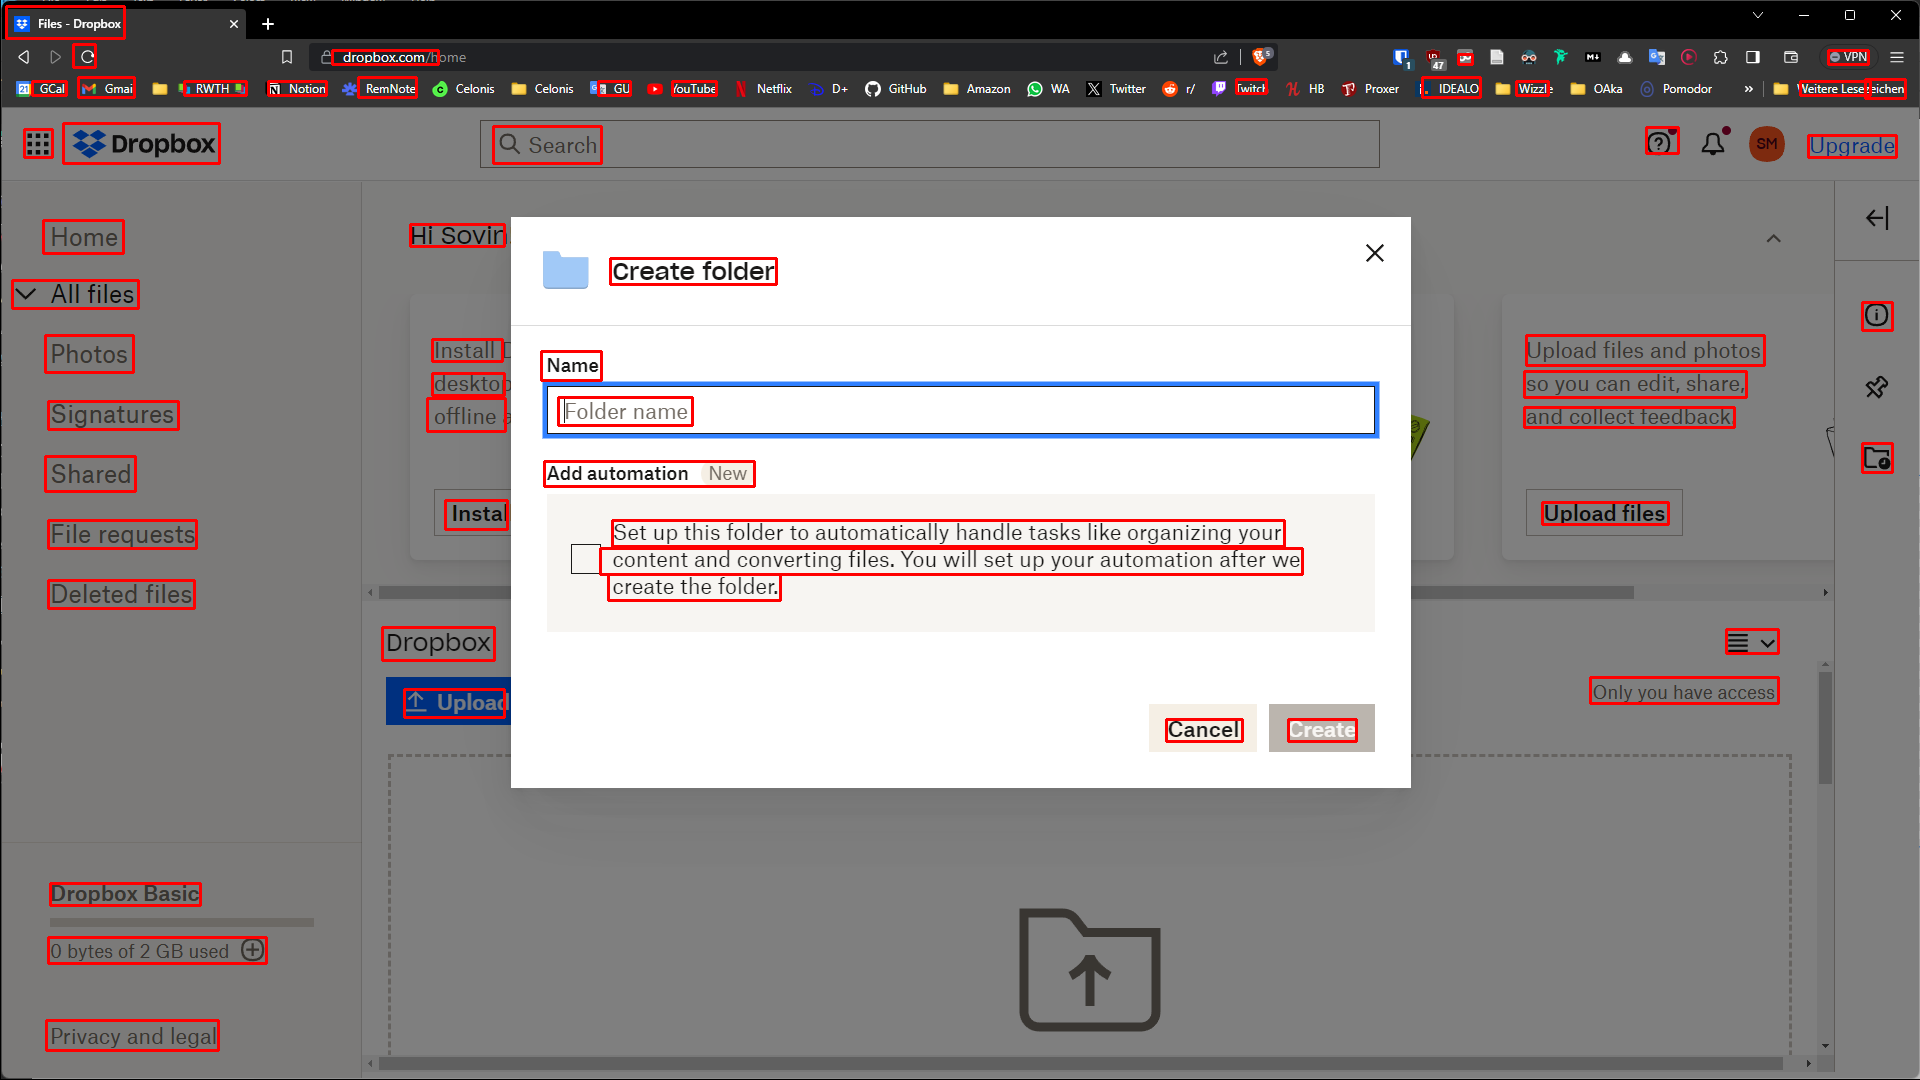 Files - Dropbox
dropbox.com/home
1
47
5
VPN
21 GCal
Gmai
RWTH
Notion
RemNote
Celonis
Celonis
GU
YouTube
Netflix
D+
GitHub
Amazon
WA
Twitter
r/
Twitch
HB
Proxer
IDEALO
Wizzle
OAka
Pomodor
»
Weitere Lesezeichen
Dropbox
Search
SM
Upgrade
Home
All files
Photos
Signatures
Shared
File requests
Deleted files
Dropbox Basic
0 bytes of 2 GB used
Privacy and legal
Hi Sovin
Install
desktop
offline
Instal
Create folder
Name
Folder name
Add automation New
Set up this folder to automatically handle tasks like organizing your
content and converting files. You will set up your automation after we
create the folder.
Cancel
Create
Upload files and photos
so you can edit, share,
and collect feedback.
Upload files
Dropbox
Upload
Only you have access